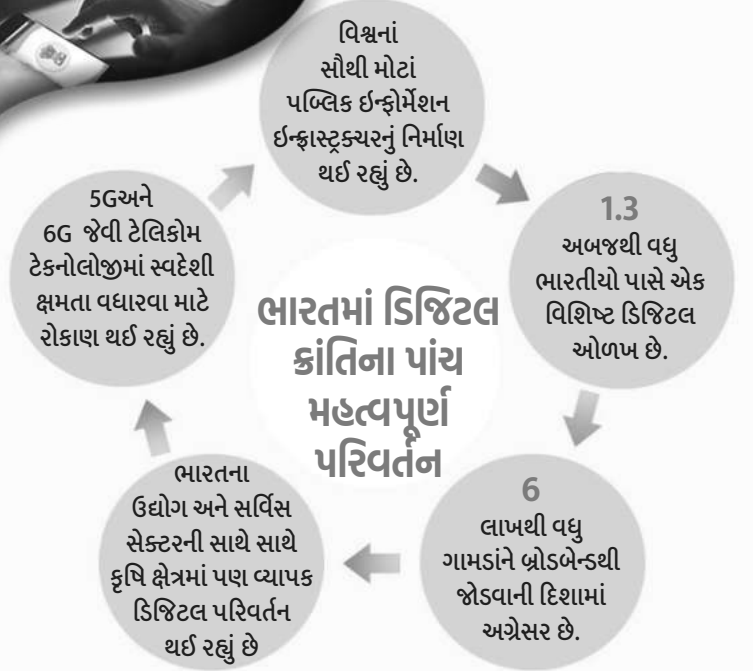 વિશ્વનાં
સૌથી મોટાં
પબ્લિક ઇન્ફોર્મેશન
ઇન્ફ્રાસ્ટ્રક્ચરનું નિર્માણ
થઈ રહ્યું છે.
1.3
અબજથી વધુ
ભારતીયો પાસે એક
વિશિષ્ટ ડિજિટલ
ઓળખ છે.
6
લાખથી વધુ
ગામડાંને બ્રોડબેન્ડથી
જોડવાની દિશામાં
અગ્રેસર છે.
ભારતના
ઉદ્યોગ અને સર્વિસ
સેક્ટરની સાથે સાથે
કૃષિ ક્ષેત્રમાં પણ વ્યાપક
ડિજિટલ પરિવર્તન
થઈ રહ્યું છે
5Gઅને
6G જેવી ટેલિકોમ
ટેકનોલોજીમાં સ્વદેશી
ક્ષમતા વધારવા માટે
રોકાણ થઈ રહ્યું છે.
ભારતમાં ડિજિટલ
ક્રાંતિના પાંચ
મહત્વપૂર્ણ
પરિવર્તન